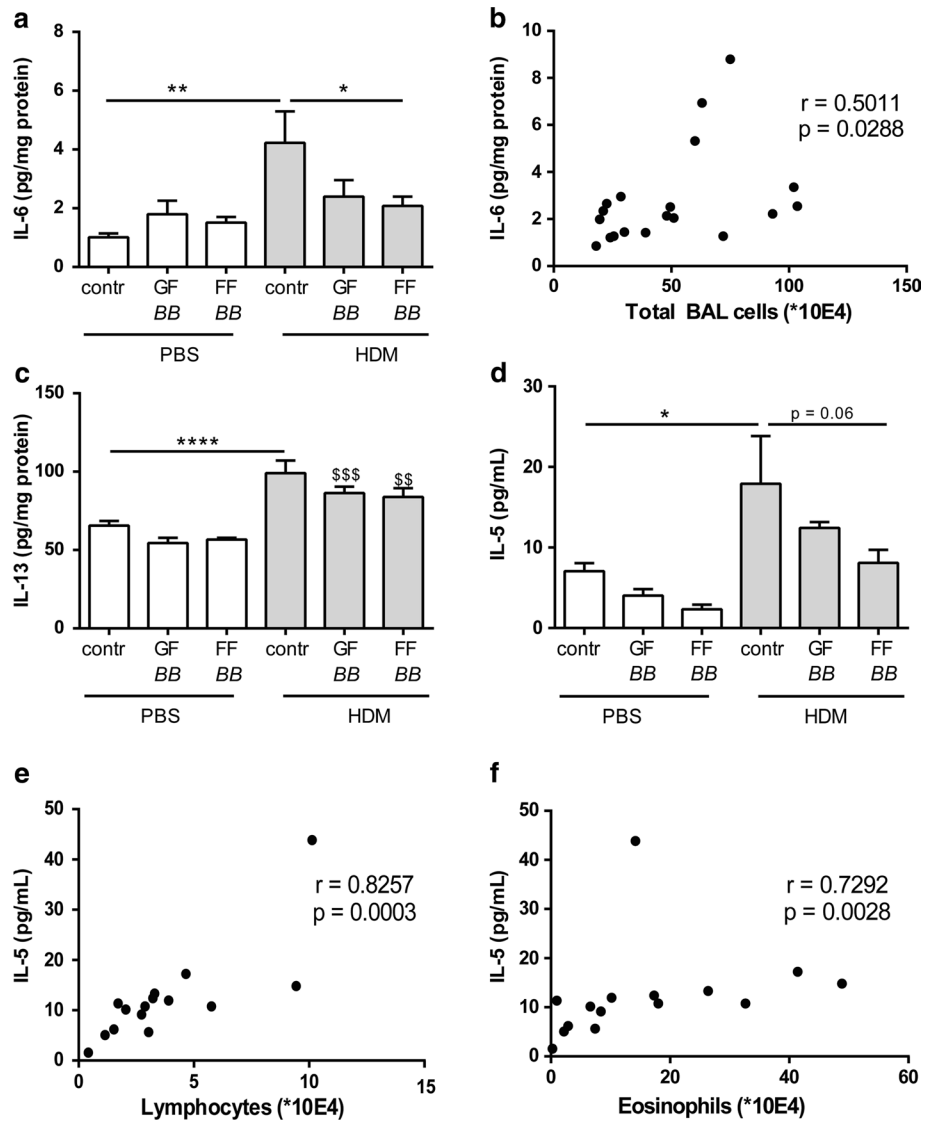 a
IL-6 (pg/mg protein)
8
6
4
2
0
**
*
contr GF FF contr GF FF
BB BB BB BB
PBS HDM
b
IL-6 (pg/mg protein)
10
8
6
4
2
0
r = 0.5011
p = 0.0288
0 50 100 150
Total BAL cells (*10E4)
c
IL-13 (pg/mg protein)
150
100
50
0
****
$$$
$$
contr GF FF contr GF FF
BB BB BB BB
PBS HDM
d
IL-5 (pg/mL)
30
20
10
0
*
p = 0.06
contr GF FF contr GF FF
BB BB BB BB
PBS HDM
e
IL-5 (pg/mL)
50
40
30
20
10
0
r = 0.8257
p = 0.0003
0 5 10 15
Lymphocytes (*10E4)
f
IL-5 (pg/mL)
50
40
30
20
10
0
r = 0.7292
p = 0.0028
0 20 40 60
Eosinophils (*10E4)